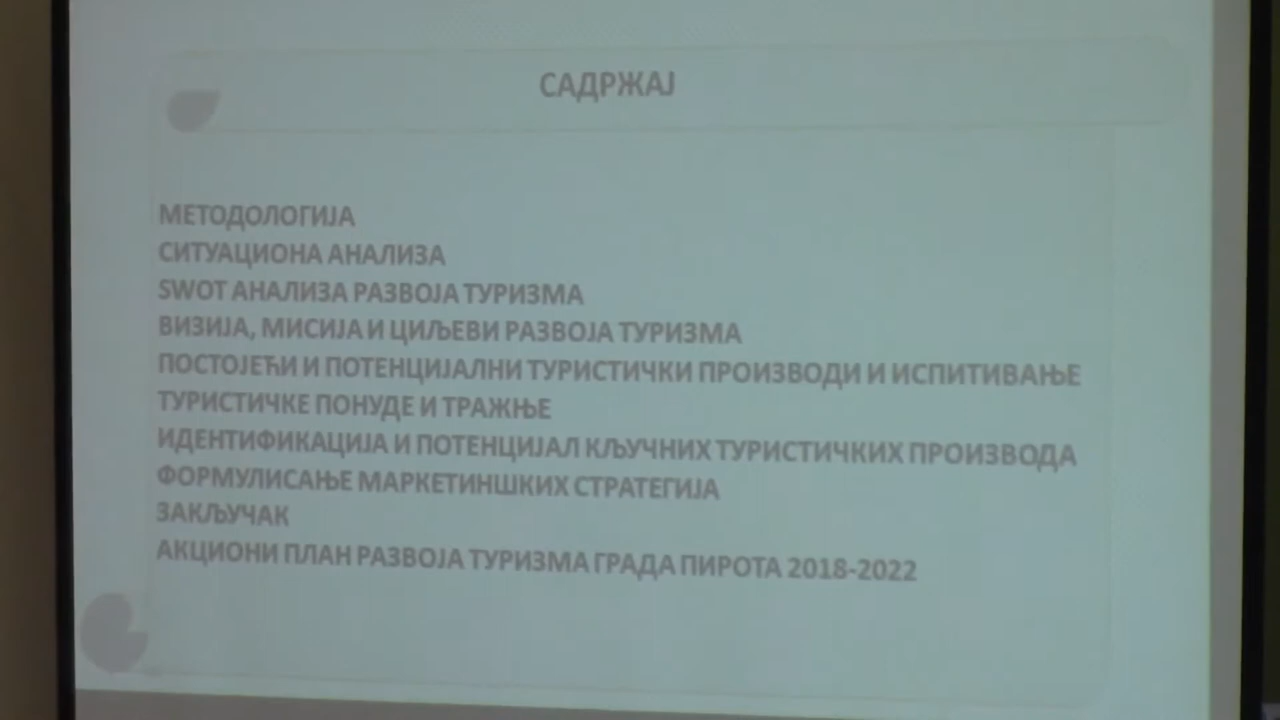 САДРЖАЈ
МЕТОДОЛОГИЈА
СИТУАЦИОНА АНАЛИЗА
SWOT АНАЛИЗА РАЗВОЈА ТУРИЗМА
ВИЗИЈА, МИСИЈА И ЦИЉЕВИ РАЗВОЈА ТУРИЗМА
ПОСТОЈЕЋИ И ПОТЕНЦИЈАЛНИ ТУРИСТИЧКИ ПРОИЗВОДИ И ИСПИТИВАЊЕ
ТУРИСТИЧКЕ ПОНУДЕ И ТРАЖЊЕ
ИДЕНТИФИКАЦИЈА И ПОТЕНЦИЈАЛ КЉУЧНИХ ТУРИСТИЧКИХ ПРОИЗВОДА
ФОРМУЛИСАЊЕ МАРКЕТИНШКИХ СТРАТЕГИЈА
ЗАКЉУЧАК
АКЦИОНИ ПЛАН РАЗВОЈА ТУРИЗМА ГРАДА ПИРОТА 2018-2022